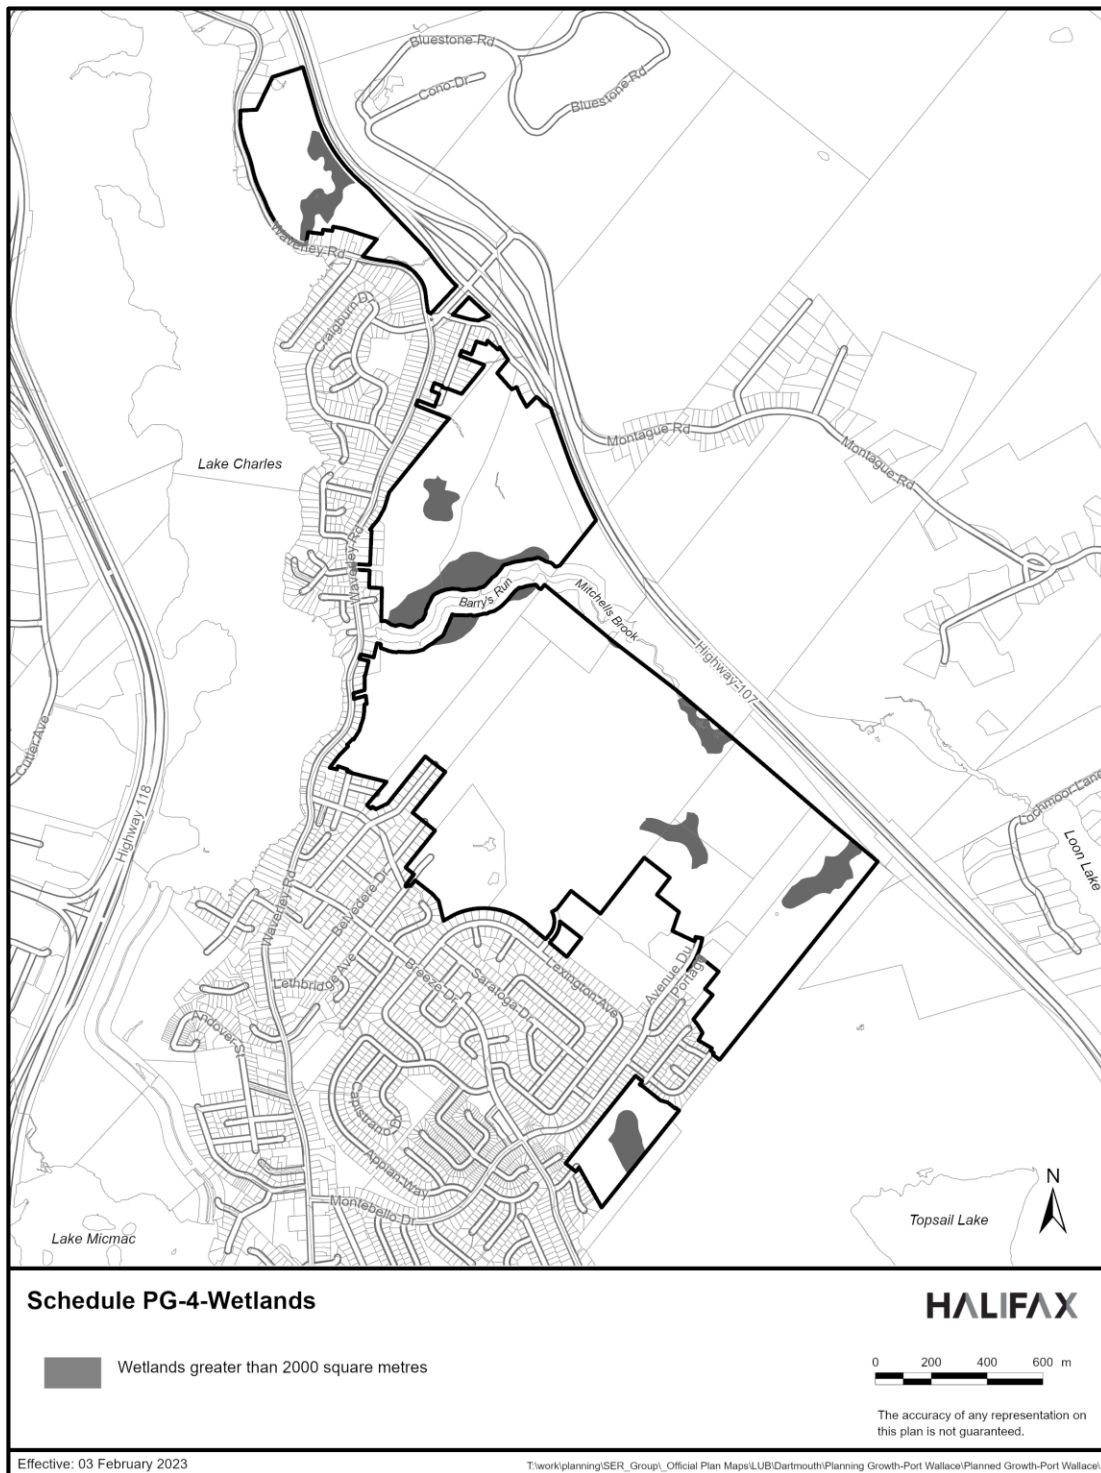 Bluestone Rd
Cono Dr
Bluestone Rd
Waverley Rd
Craigburn Dr
Montague Rd
Montague Rd
Lake Charles
Waverley Rd
Barry's Run
Mitchells Brook
Highway 107
Cutler Ave
Highway 118
Lochmoor Lane
Loon Lake
Waverley Rd
Belvedere Dr
Lethbridge Ave
Breeze Dr
Saratoga Dr
Lexington Ave
Avenue Du
Portage
Andover St
Capistrano Dr
Appian Way
Montebello Dr
N
Topsail Lake
Lake Micmac
Schedule PG-4-Wetlands
HALIFAX
Wetlands greater than 2000 square metres
0 200 400 600 m
The accuracy of any representation on
this plan is not guaranteed.
Effective: 03 February 2023
T:\work\planning\SER_Group\_Official Plan Maps\LUB\Dartmouth\Planning Growth-Port Wallace\Planned Growth-Port Wallace\